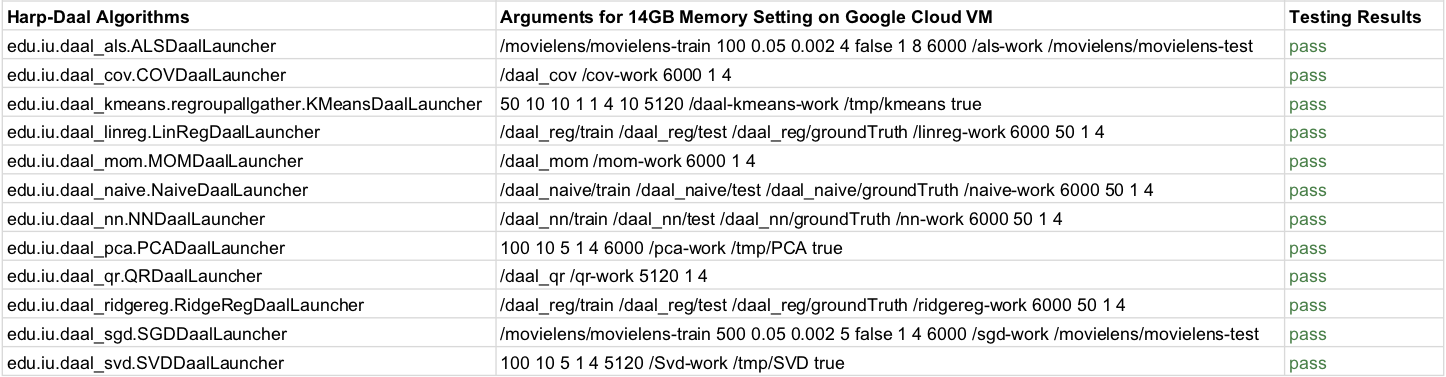 Harp-Daal Algorithms Arguments for 14GB Memory Setting on Google Cloud VM Testing Results
edu.iu.daal_als.ALSDaalLauncher /movielens/movielens-train 100 0.05 0.002 4 false 1 8 6000 /als-work /movielens/movielens-test pass
edu.iu.daal_cov.COVDaalLauncher /daal_cov /cov-work 6000 1 4 pass
edu.iu.daal_kmeans.regroupallgather.KMeansDaalLauncher 50 10 10 1 1 4 10 5120 /daal-kmeans-work /tmp/kmeans true pass
edu.iu.daal_linreg.LinRegDaalLauncher /daal_reg/train /daal_reg/test /daal_reg/groundTruth /linreg-work 6000 50 1 4 pass
edu.iu.daal_mom.MOMDaalLauncher /daal_mom /mom-work 6000 1 4 pass
edu.iu.daal_naive.NaiveDaalLauncher /daal_naive/train /daal_naive/test /daal_naive/groundTruth /naive-work 6000 50 1 4 pass
edu.iu.daal_nn.NNDaalLauncher /daal_nn/train /daal_nn/test /daal_nn/groundTruth /nn-work 6000 50 1 4 pass
edu.iu.daal_pca.PCADaalLauncher 100 10 5 1 4 6000 /pca-work /tmp/PCA true pass
edu.iu.daal_qr.QRDaalLauncher /daal_qr /qr-work 5120 1 4 pass
edu.iu.daal_ridgereg.RidgeRegDaalLauncher /daal_reg/train /daal_reg/test /daal_reg/groundTruth /ridgereg-work 6000 50 1 4 pass
edu.iu.daal_sgd.SGDDaalLauncher /movielens/movielens-train 500 0.05 0.002 5 false 1 4 6000 /sgd-work /movielens/movielens-test pass
edu.iu.daal_svd.SVDDaalLauncher 100 10 5 1 4 5120 /Svd-work /tmp/SVD true pass